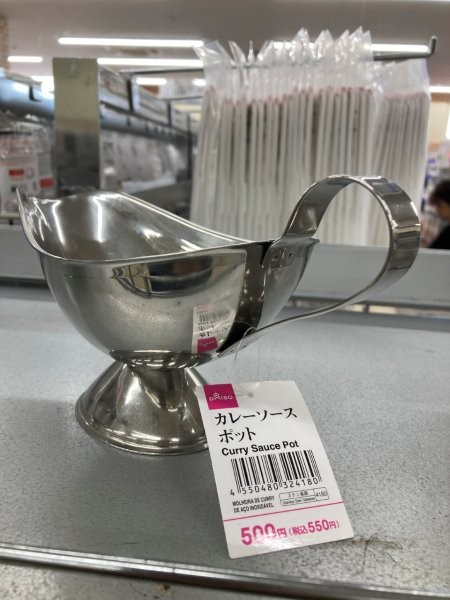 DAISO
カレーソース
ポット
Curry Sauce Pot
4 550480 324180
MOLHEIRA DE CURRY
DE AÇO INOXIDÁVEL
500円(税込550円)